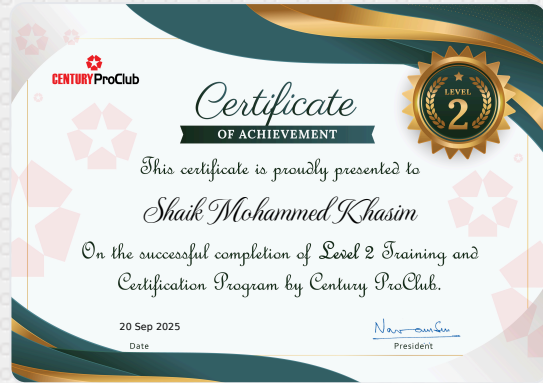 CENTURY ProClub
LEVEL
2
Certificate
OF ACHIEVEMENT
This certificate is proudly presented to
Shaik Mohammed Khasim
On the successful completion of Level 2 Training and
Certification Program by Century ProClub.
20 Sep 2025
Date
President